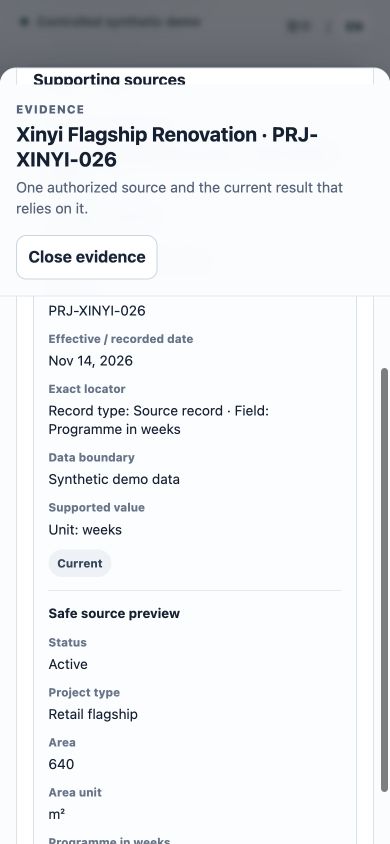 Controlled synthetic demo
EN
Supporting sources
EVIDENCE
Xinyi Flagship Renovation · PRJ-
XINYI-026
One authorized source and the current result that
relies on it.
Close evidence
PRJ-XINYI-026
Effective / recorded date
Nov 14, 2026
Exact locator
Record type: Source record · Field:
Programme in weeks
Data boundary
Synthetic demo data
Supported value
Unit: weeks
Current
Safe source preview
Status
Active
Project type
Retail flagship
Area
640
Area unit
m²
Programme in weeks